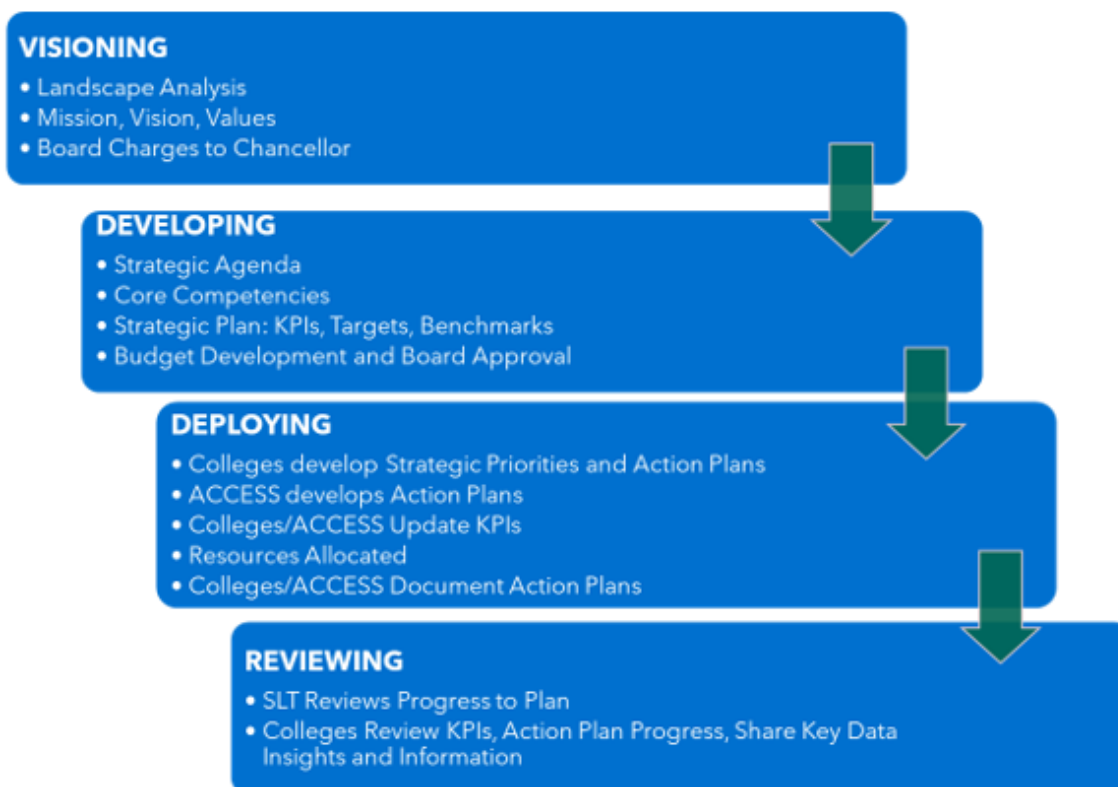 VISIONING
• Landscape Analysis
• Mission, Vision, Values
• Board Charges to Chancellor
DEVELOPING
• Strategic Agenda
• Core Competencies
• Strategic Plan: KPIs, Targets, Benchmarks
• Budget Development and Board Approval
DEPLOYING
• Colleges develop Strategic Priorities and Action Plans
• ACCESS develops Action Plans
• Colleges/ACCESS Update KPIs
• Resources Allocated
• Colleges/ACCESS Document Action Plans
REVIEWING
• SLT Reviews Progress to Plan
• Colleges Review KPIs, Action Plan Progress, Share Key Data
Insights and Information